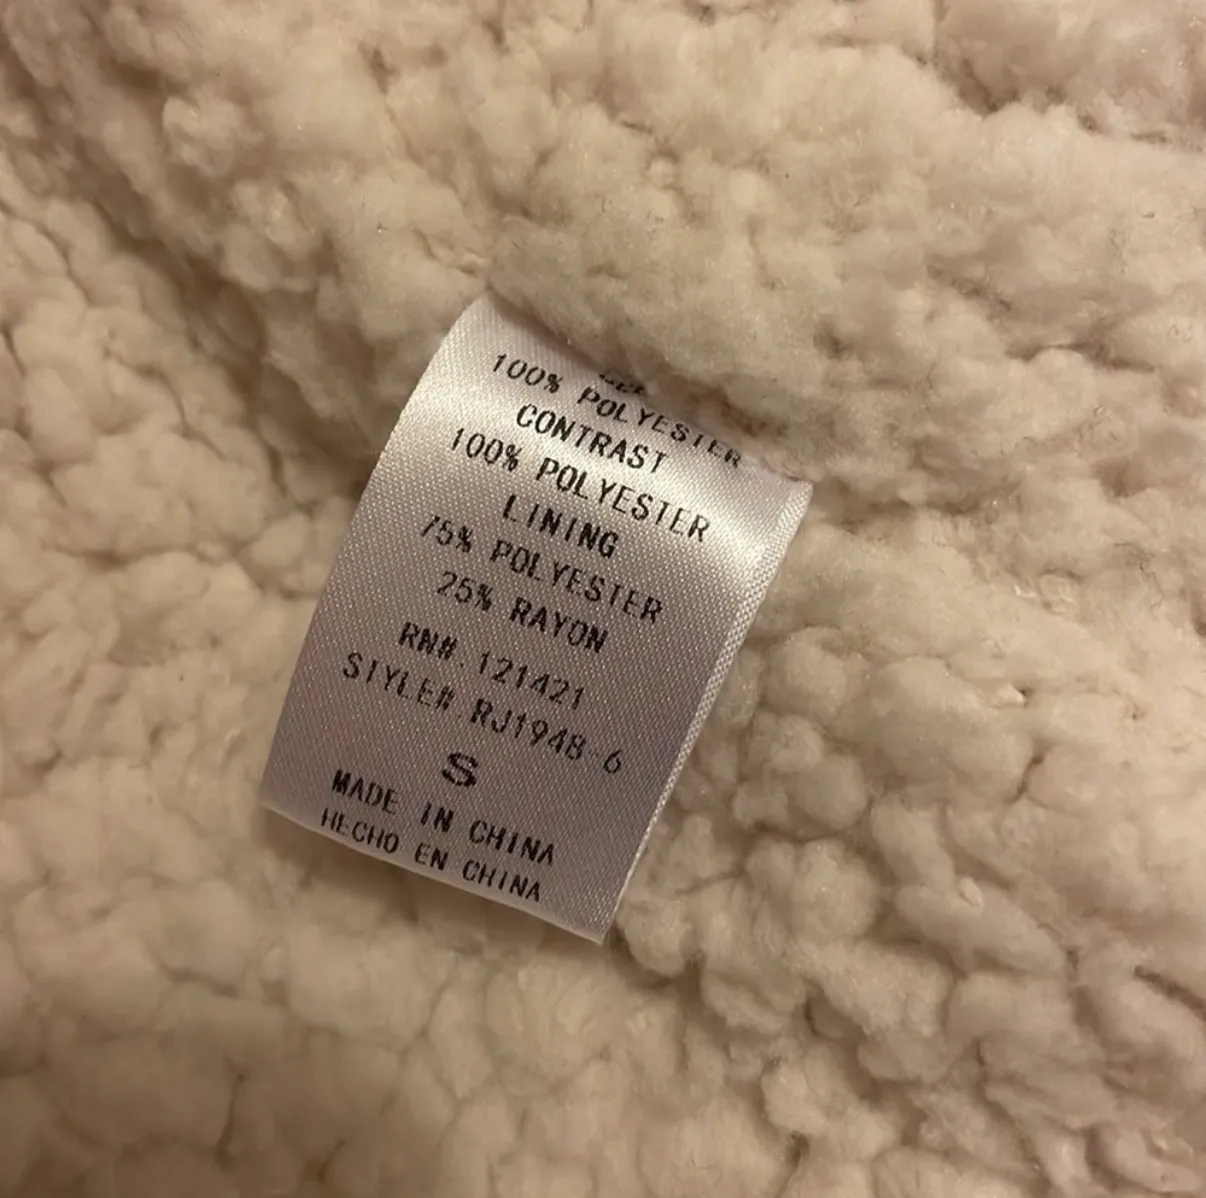 100% POLYESTER
CONTRAST
100% POLYESTER
LINING
75% POLYESTER
25% RAYON
RN#.121421
STYLE#.RJ1948-6
S
MADE IN CHINA
HECHO EN CHINA